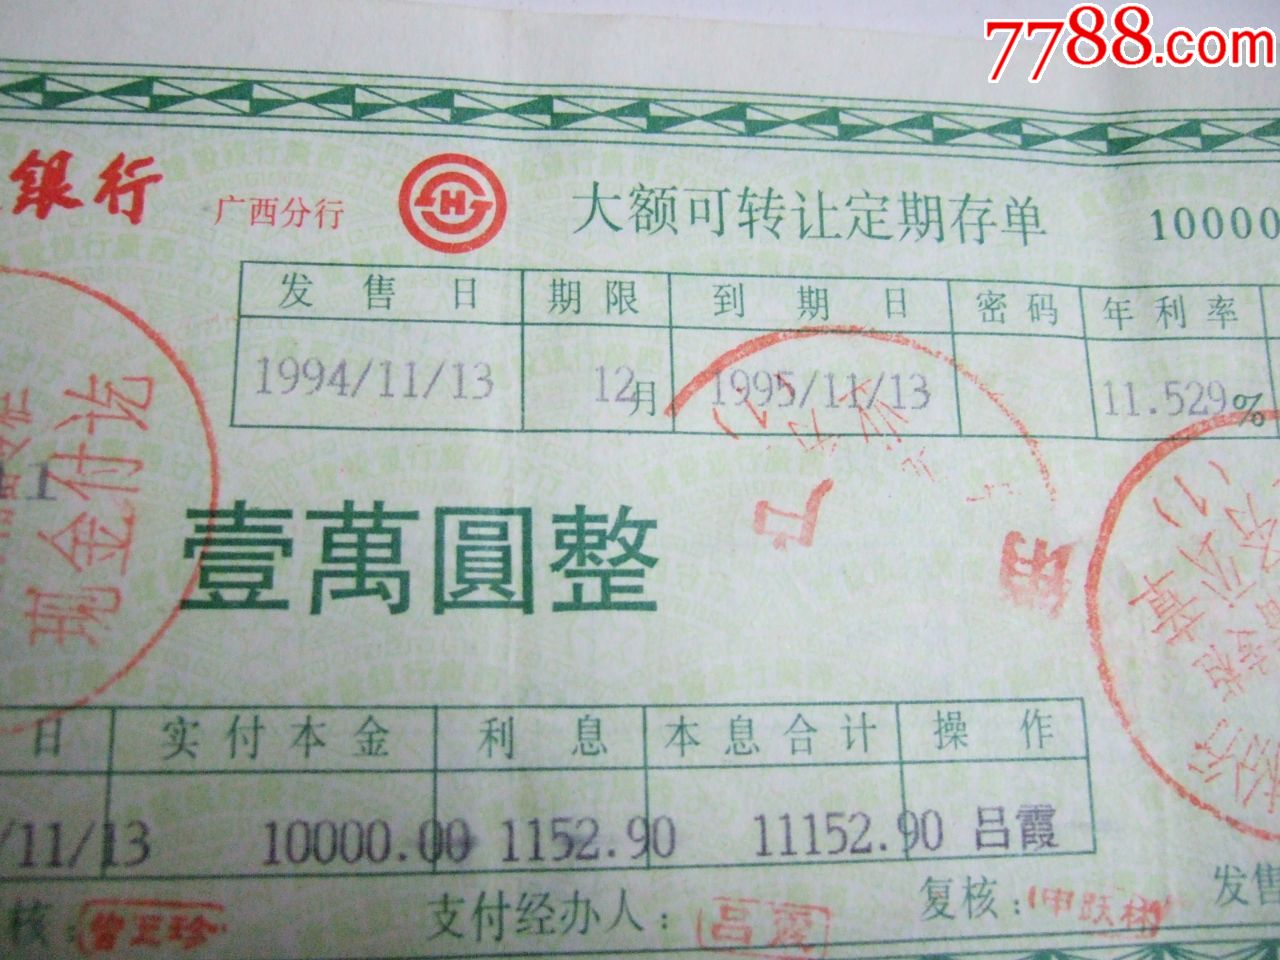 7788.com
銀行 广西分行 大额可转让定期存单 10000
发售日 期限 到期日 密码 年利率
1994/11/13 12月 1995/11/13 11.529%
现金付讫
壹萬圓整
日 实付本金 利息 本息合计 操作
/11/13 10000.00 1152.90 11152.90 吕霞
核: 支付经办人: 吕霞 复核: 发售